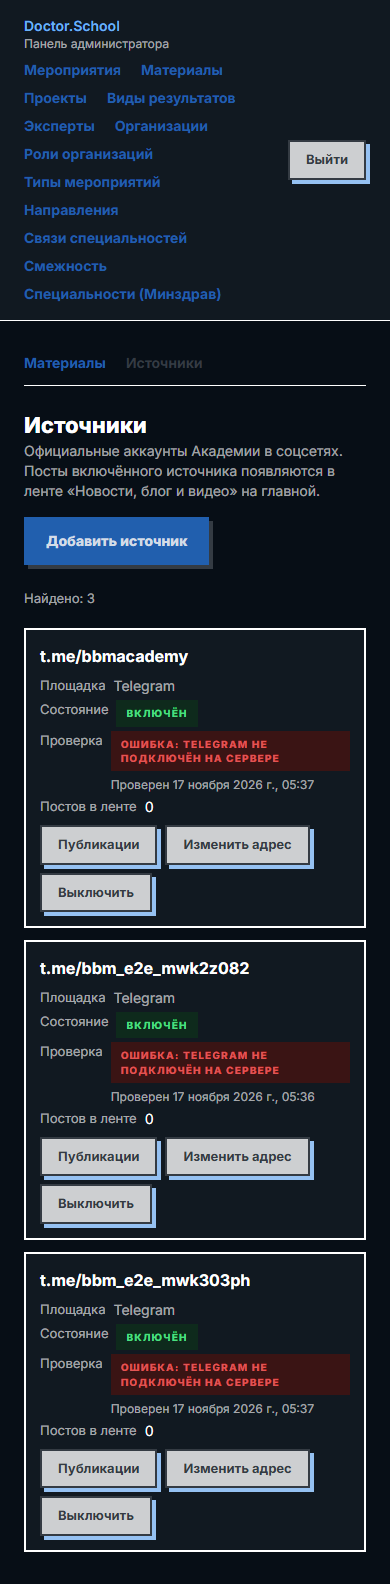 Doctor.School
Панель администратора
Мероприятия Материалы
Проекты Виды результатов
Эксперты Организации
Роли организаций
Выйти
Типы мероприятий
Направления
Связи специальностей
Смежность
Специальности (Минздрав)
Материалы Источники
Источники
Официальные аккаунты Академии в соцсетях.
Посты включённого источника появляются в
ленте «Новости, блог и видео» на главной.
Добавить источник
Найдено: 3
t.me/bbmacademy
Площадка Telegram
Состояние ВКЛЮЧЁН
Проверка ОШИБКА: TELEGRAM НЕ
ПОДКЛЮЧЁН НА СЕРВЕРЕ
Проверен 17 ноября 2026 г., 05:37
Постов в ленте 0
Публикации Изменить адрес
Выключить
t.me/bbm_e2e_mwk2z082
Площадка Telegram
Состояние ВКЛЮЧЁН
Проверка ОШИБКА: TELEGRAM НЕ
ПОДКЛЮЧЁН НА СЕРВЕРЕ
Проверен 17 ноября 2026 г., 05:36
Постов в ленте 0
Публикации Изменить адрес
Выключить
t.me/bbm_e2e_mwk303ph
Площадка Telegram
Состояние ВКЛЮЧЁН
Проверка ОШИБКА: TELEGRAM НЕ
ПОДКЛЮЧЁН НА СЕРВЕРЕ
Проверен 17 ноября 2026 г., 05:37
Постов в ленте 0
Публикации Изменить адрес
Выключить